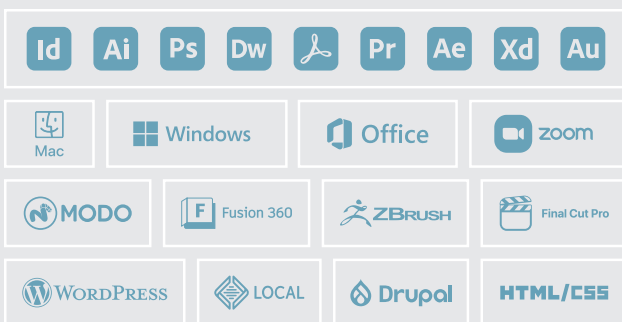 Id Ai Ps Dw Pr Ae Xd Au
Mac Windows Office zoom
MODO F Fusion 360 ZBRUSH Final Cut Pro
W WORDPRESS LOCAL Drupal HTML/CSS